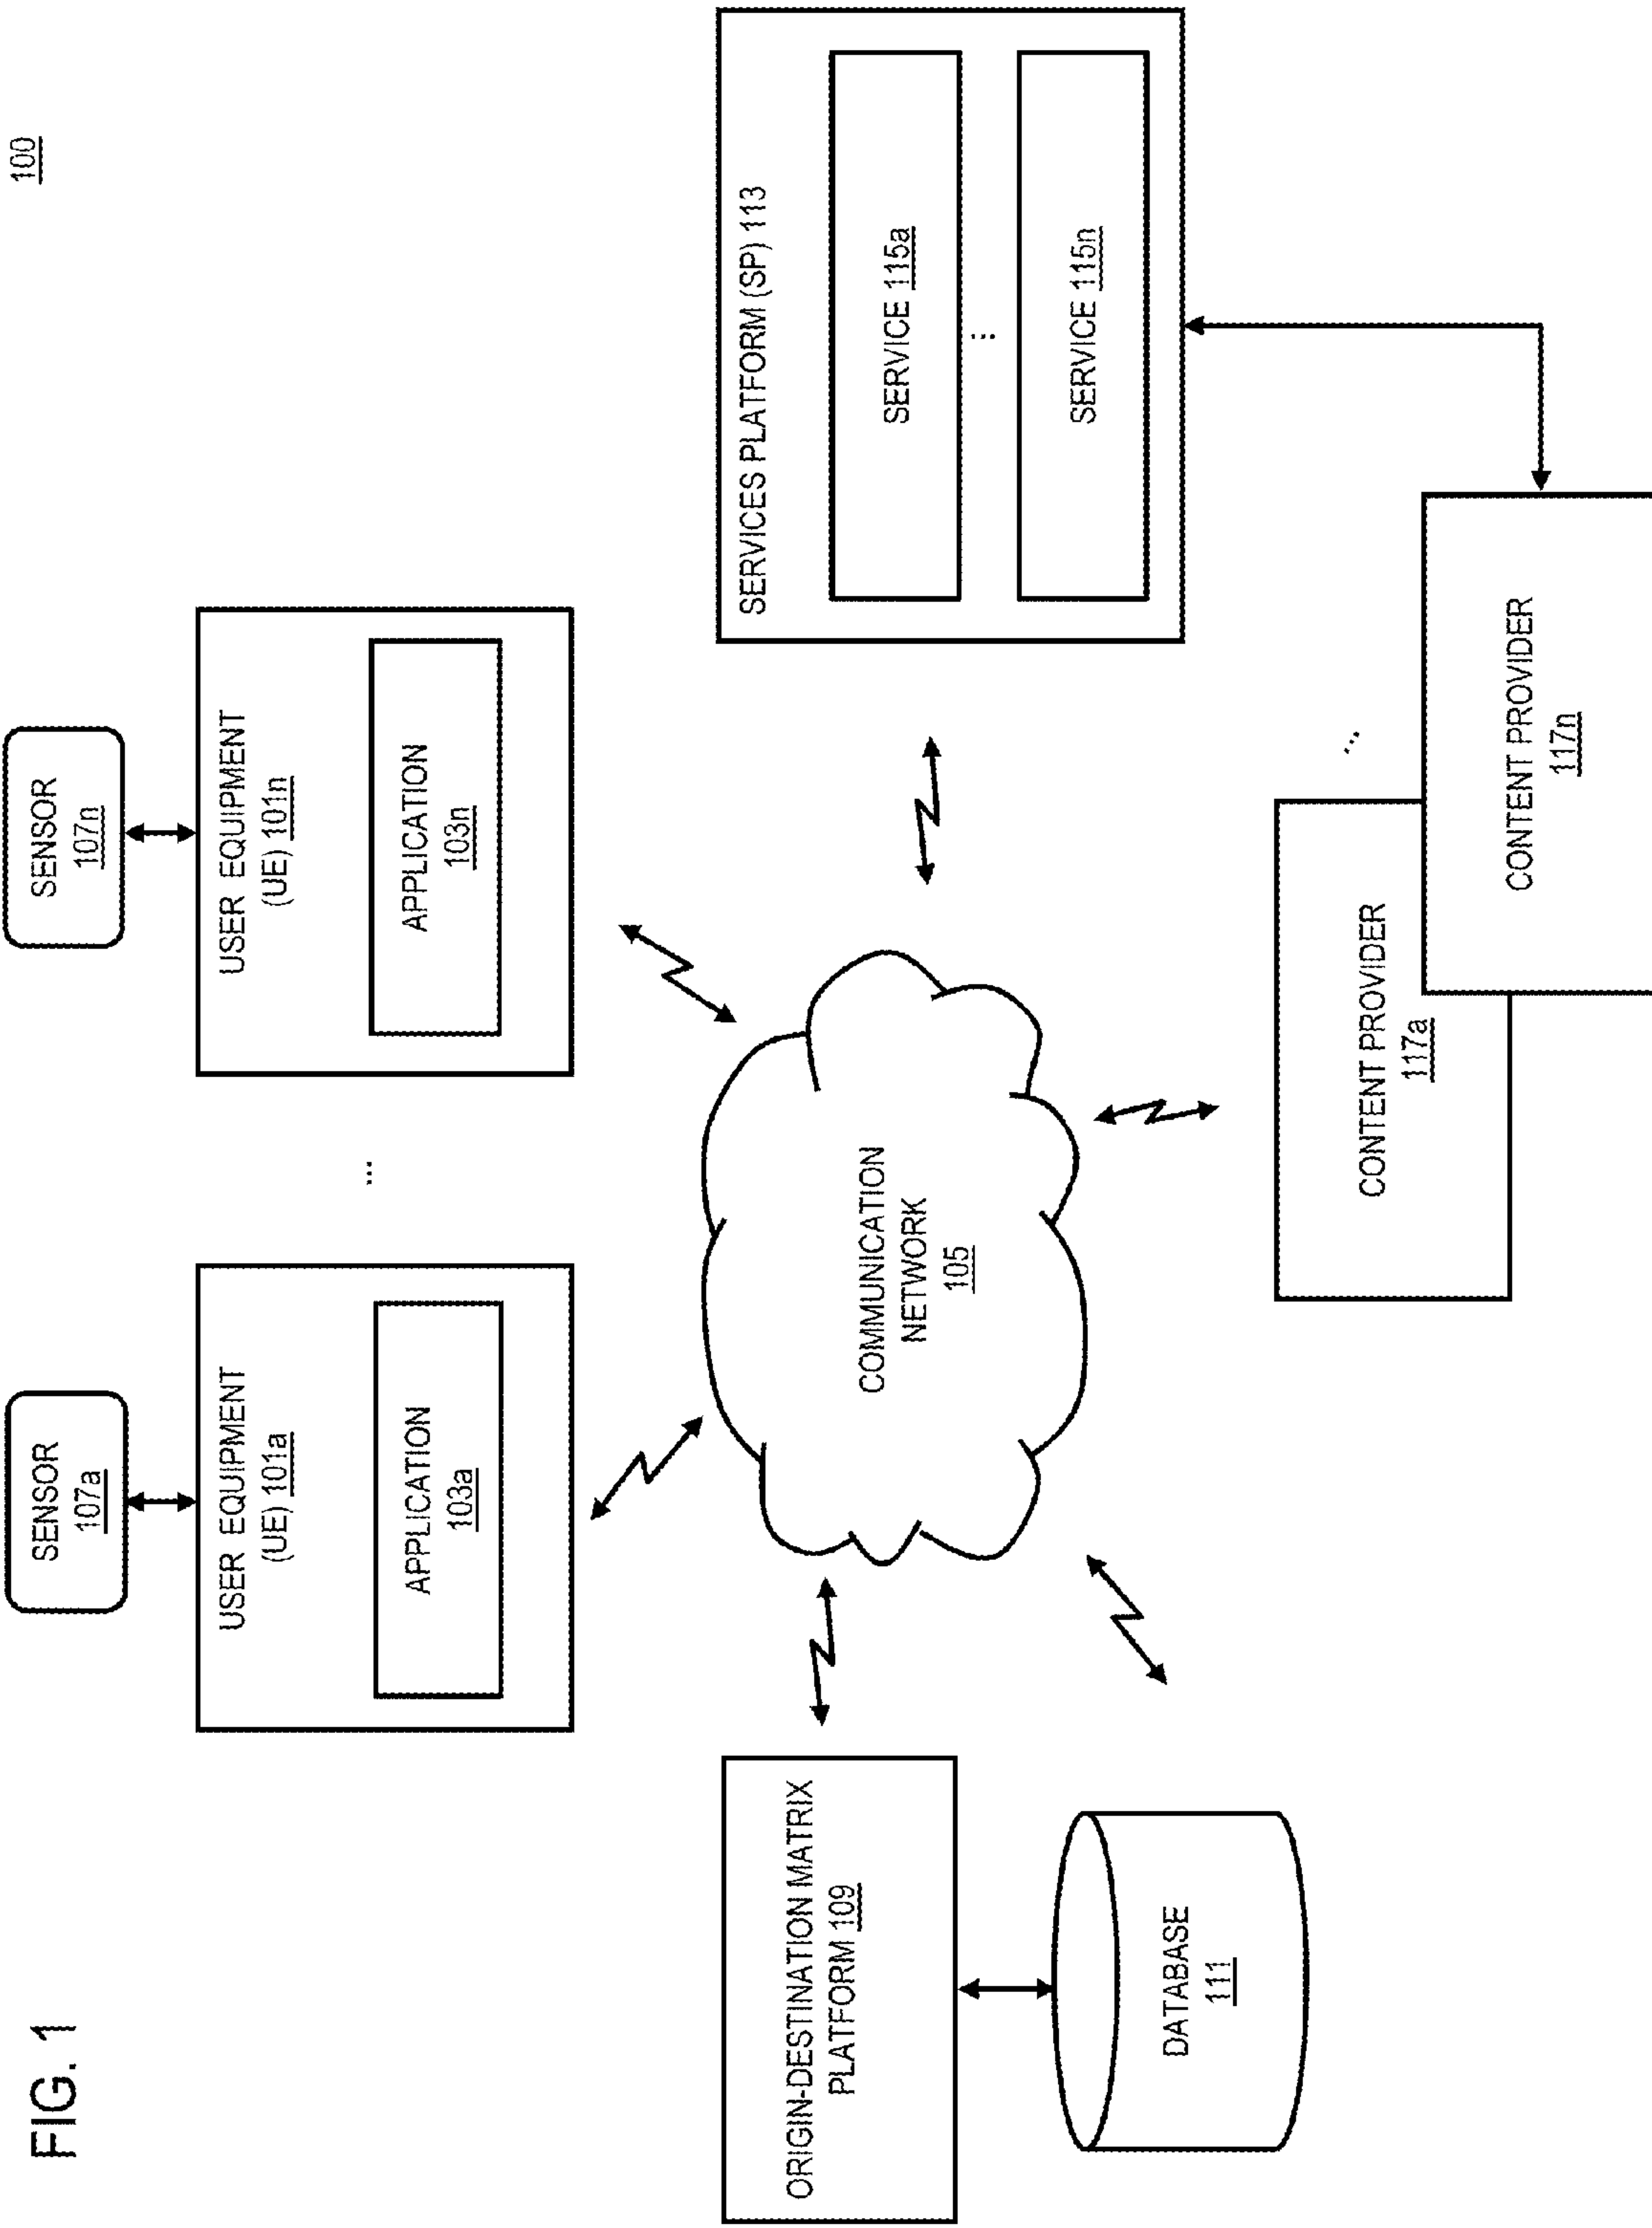 FIG. 1
100
SENSOR
107a
SENSOR
107n
USER EQUIPMENT
(UE) 101a
APPLICATION
103a
...
USER EQUIPMENT
(UE) 101n
APPLICATION
103n
ORIGIN-DESTINATION MATRIX
PLATFORM 109
DATABASE
111
COMMUNICATION
NETWORK
105
SERVICES PLATFORM (SP) 113
SERVICE 115a
...
SERVICE 115n
CONTENT PROVIDER
117a
...
CONTENT PROVIDER
117n